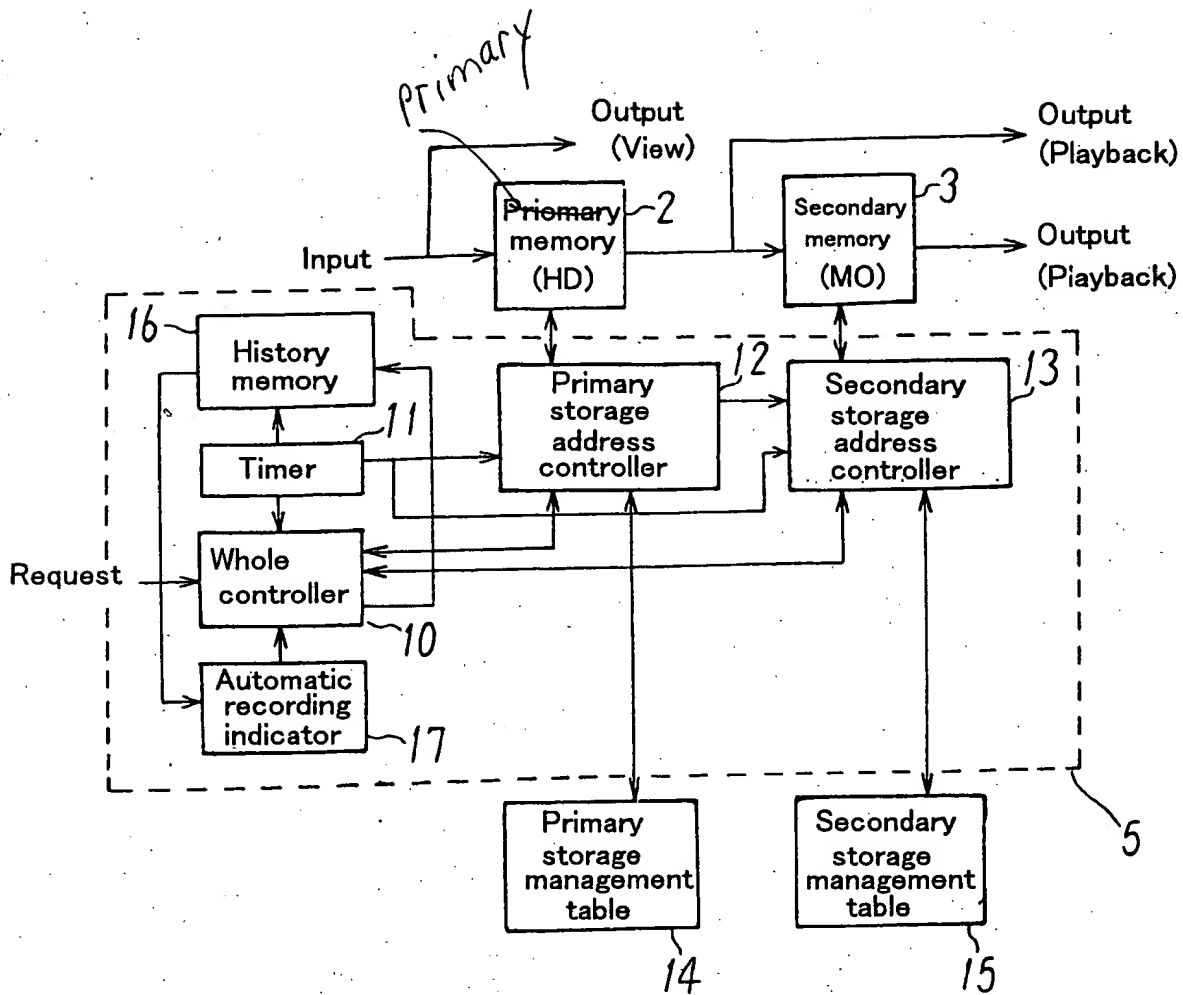 Primary
Output
(View)
Output
(Playback)
Priomary
memory
(HD)
2
Secondary
memory
(MO)
3
Input
Output
(Piayback)
16
History
memory
11
Timer
Primary
storage
address
controller
12
Secondary
storage
address
controller
13
Request
Whole
controller
10
Automatic
recording
indicator
17
Primary
storage
management
table
14
Secondary
storage
management
table
15
5